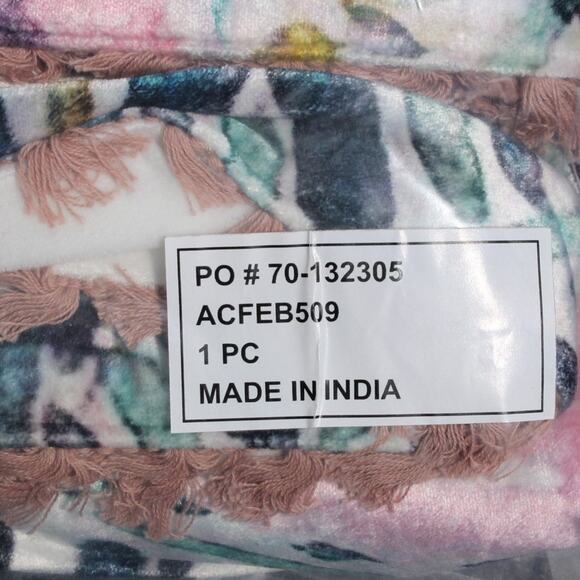 PO # 70-132305
ACFEB509
1 PC
MADE IN INDIA